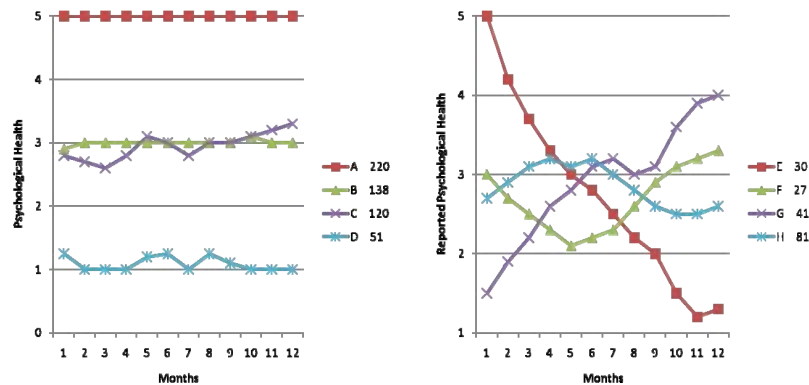 5
4
3
2
1
0
Psychological Health
1 2 3 4 5 6 7 8 9 10 11 12
Months
A 220
B 138
C 120
D 51
5
4
3
2
1
Reported Psychological Health
1 2 3 4 5 6 7 8 9 10 11 12
Months
E 30
F 27
G 41
H 81